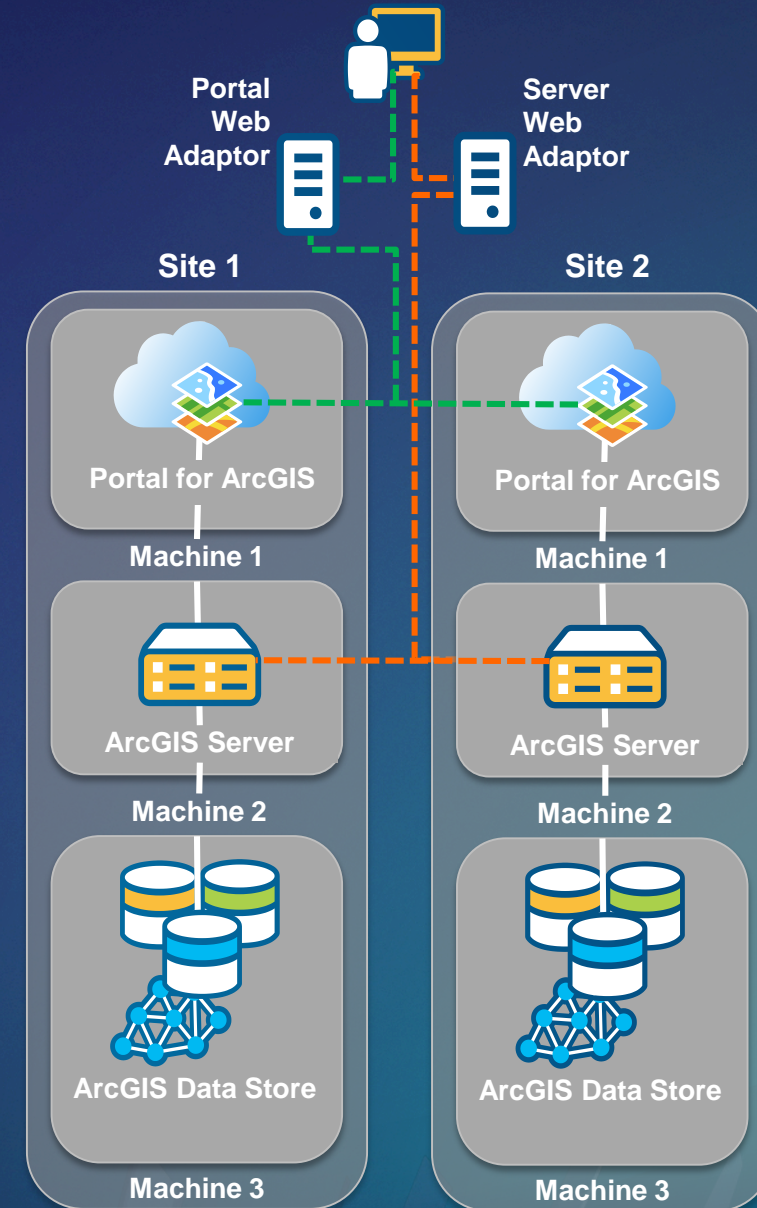 Portal
Web
Adaptor
Server
Web
Adaptor
Site 1
Site 2
Portal for ArcGIS
Portal for ArcGIS
Machine 1
Machine 1
ArcGIS Server
ArcGIS Server
Machine 2
Machine 2
ArcGIS Data Store
ArcGIS Data Store
Machine 3
Machine 3